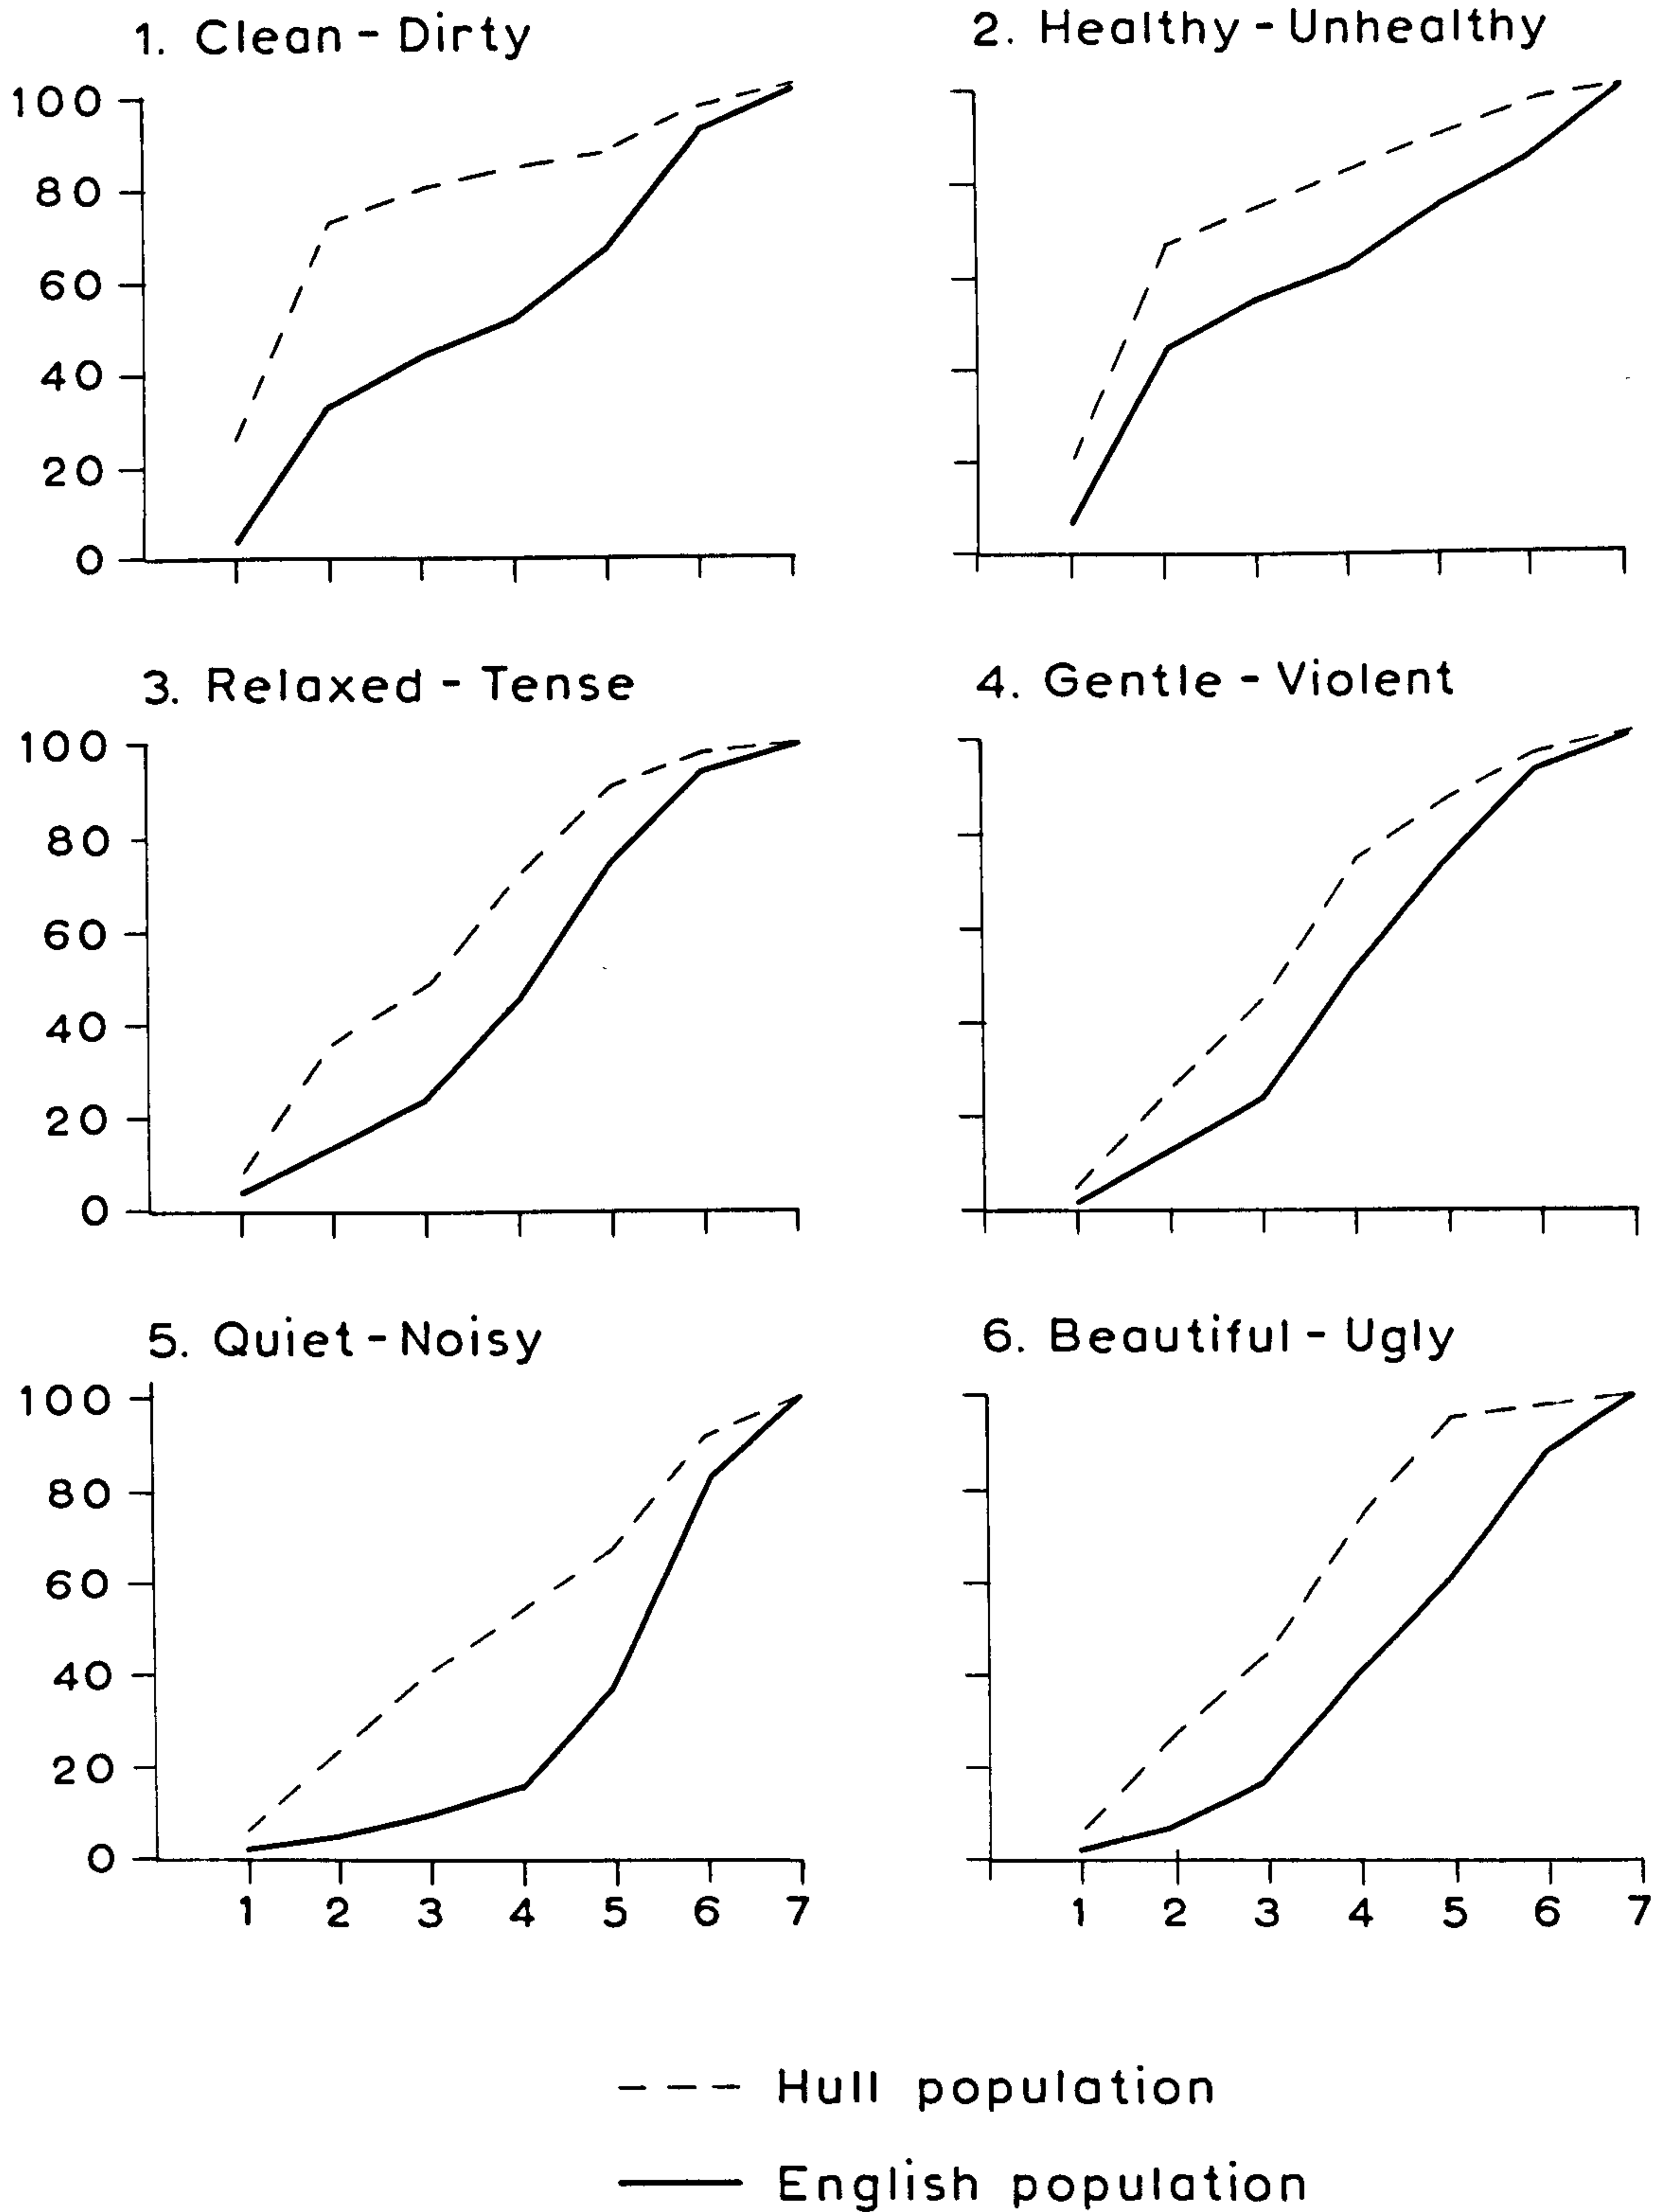 1. Clean - Dirty
2. Healthy - Unhealthy
100
80
60
40
20
0
3. Relaxed - Tense
4. Gentle - Violent
100
80
60
40
20
0
5. Quiet - Noisy
6. Beautiful - Ugly
100
80
60
40
20
0
1 2 3 4 5 6 7
1 2 3 4 5 6 7
Hull population
English population